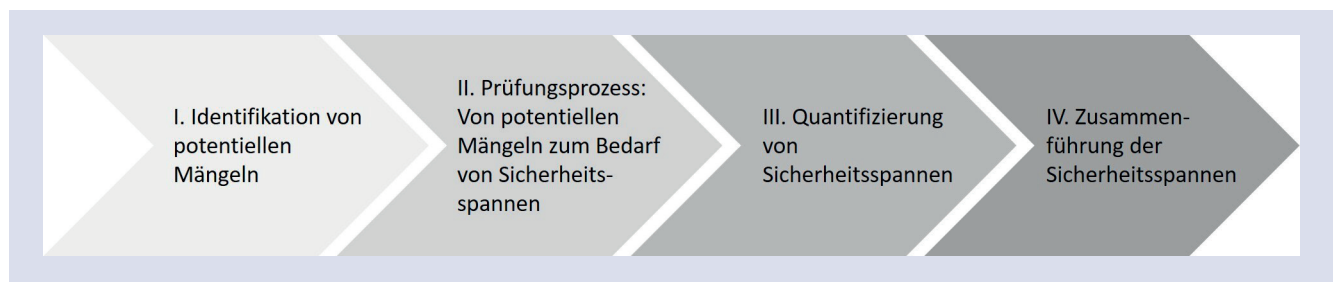 I. Identifikation von
potentiellen
Mängeln
II. Prüfungsprozess:
Von potentiellen
Mängeln zum Bedarf
von Sicherheits-
spannen
III. Quantifizierung
von
Sicherheitsspannen
IV. Zusammen-
führung der
Sicherheitsspannen